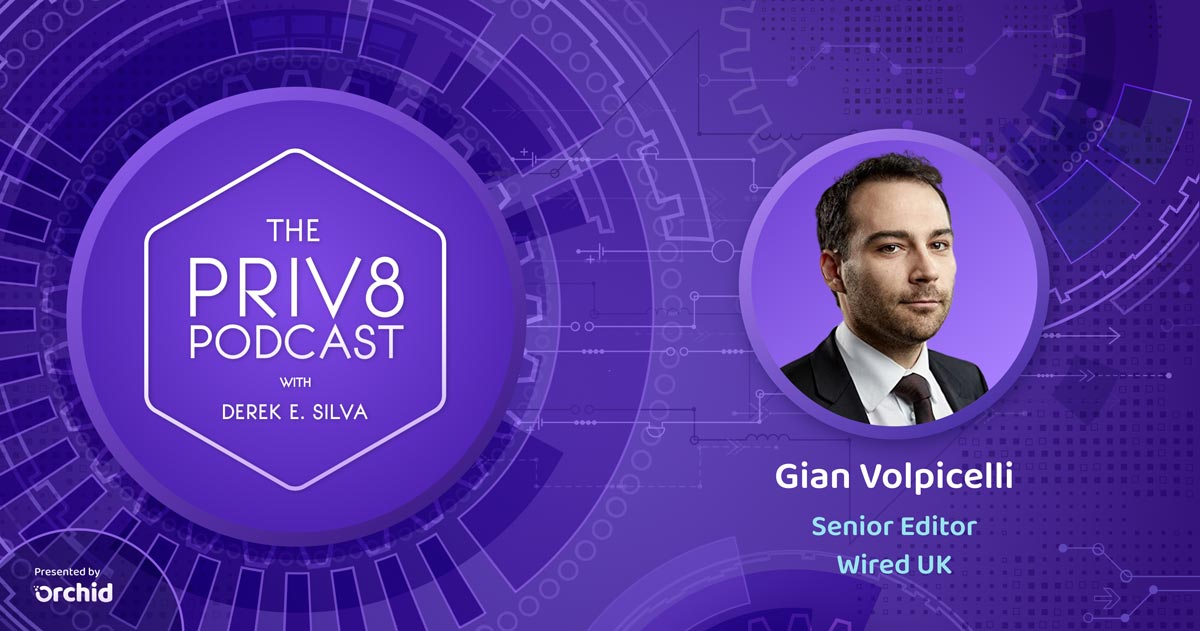 THE
PRIV8
PODCAST
WITH
DEREK E. SILVA
Gian Volpicelli
Senior Editor
Wired UK
Presented by
Orchid